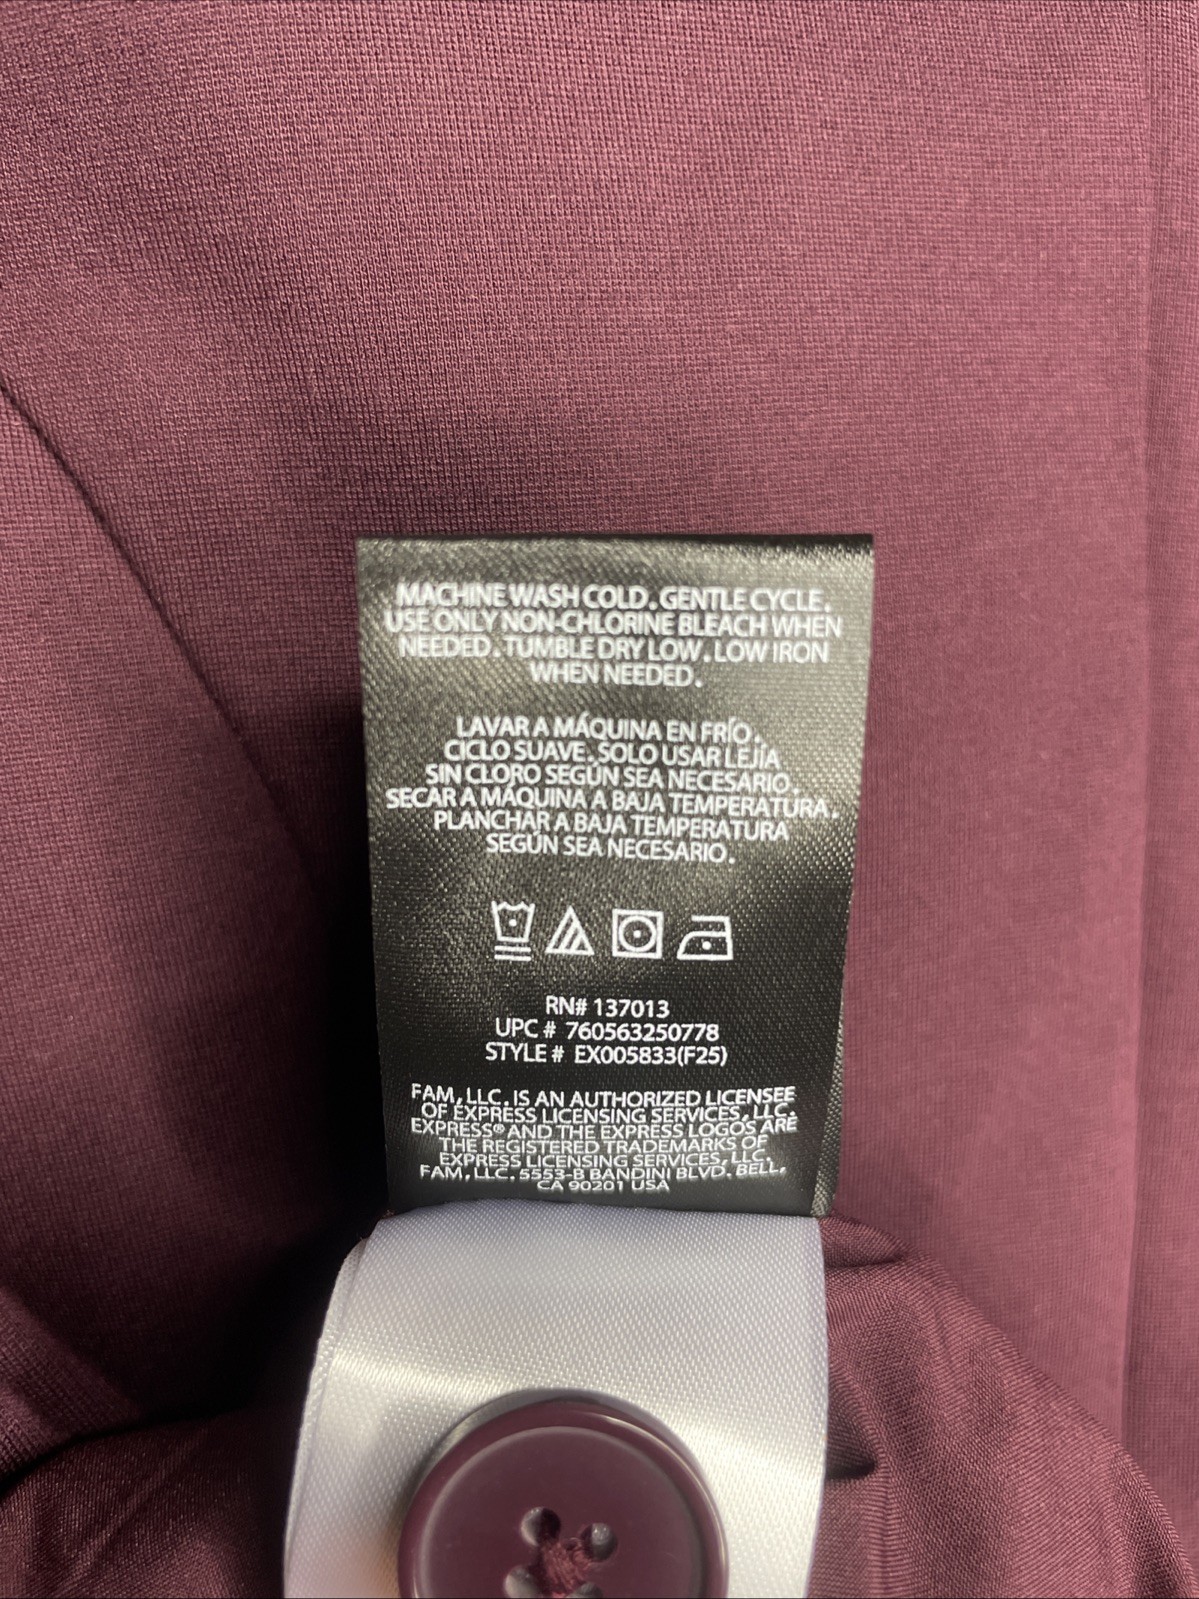 MACHINE WASH COLD. GENTLE CYCLE.
USE ONLY NON-CHLORINE BLEACH WHEN
NEEDED. TUMBLE DRY LOW. LOW IRON
WHEN NEEDED.
LAVAR A MÁQUINA EN FRÍO.
CICLO SUAVE. SOLO USAR LEJÍA
SIN CLORO SEGÚN SEA NECESARIO.
SECAR A MÁQUINA A BAJA TEMPERATURA.
PLANCHAR A BAJA TEMPERATURA
SEGÚN SEA NECESARIO.
RN# 137013
UPC # 760563250778
STYLE # EX005833(F25)
FAM, LLC. IS AN AUTHORIZED LICENSEE
OF EXPRESS LICENSING SERVICES, LLC.
EXPRESS® AND THE EXPRESS LOGOS ARE
THE REGISTERED TRADEMARKS OF
EXPRESS LICENSING SERVICES, LLC.
FAM, LLC. 5553-B BANDINI BLVD. BELL,
CA 90201 USA